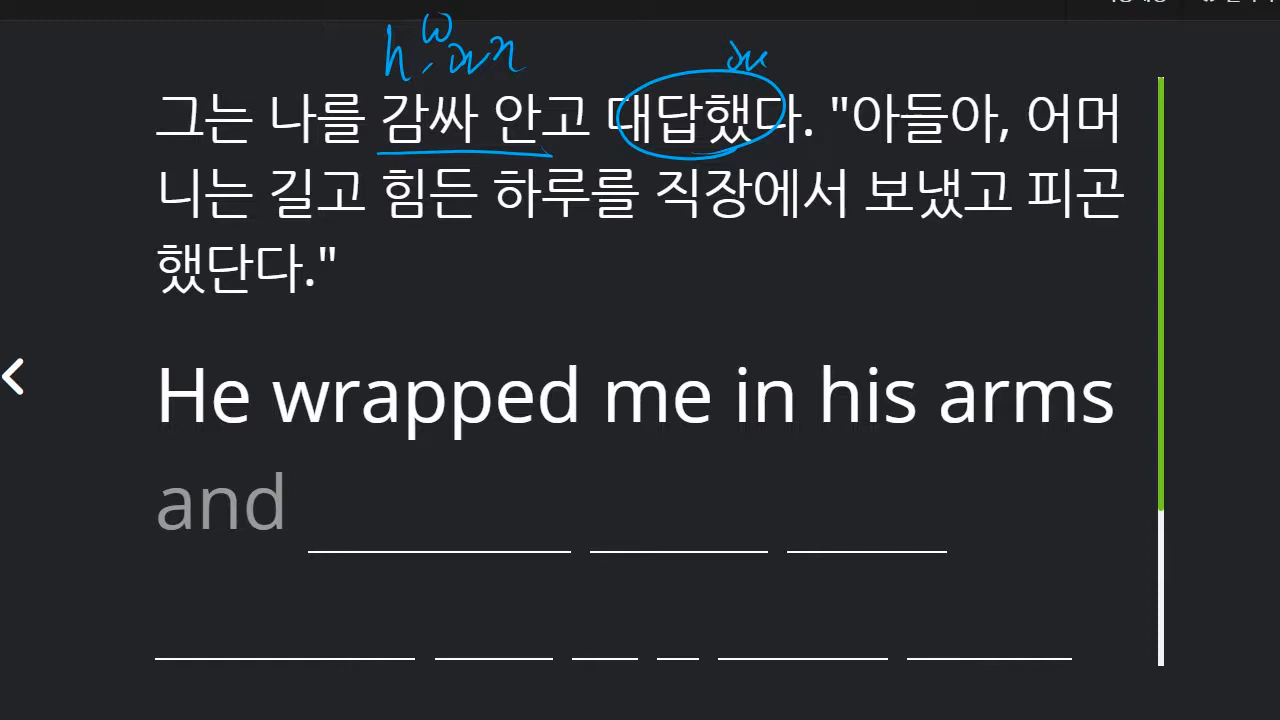 그는 나를 감싸 안고 대답했다. "아들아, 어머
니는 길고 힘든 하루를 직장에서 보냈고 피곤
했단다."
He wrapped me in his arms
and